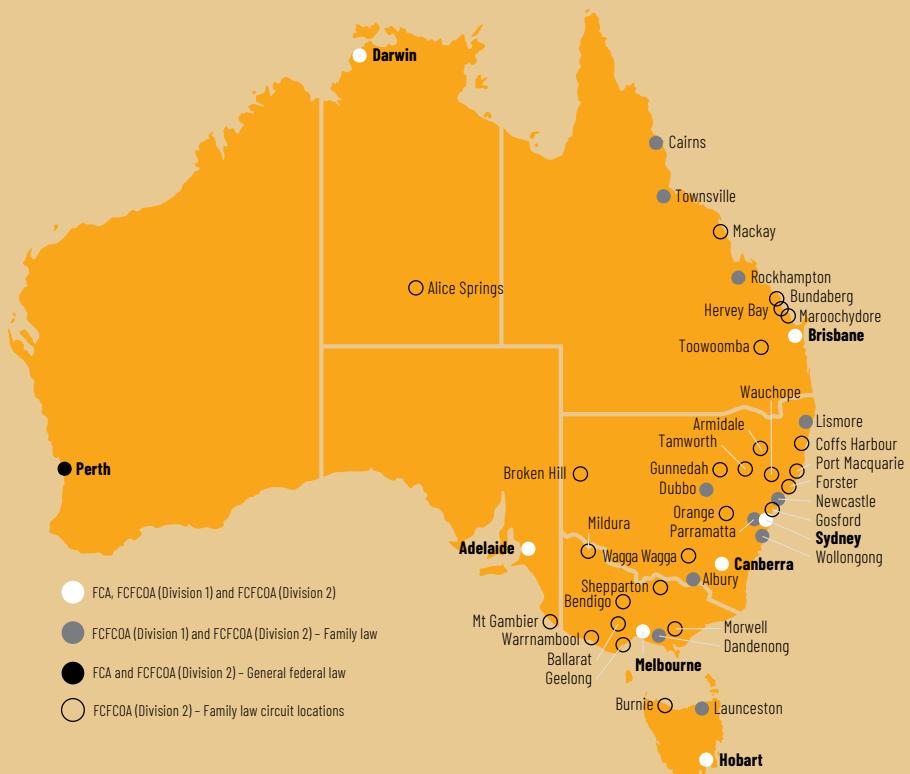 Darwin
Cairns
Townsville
Mackay
Rockhampton
Alice Springs
Bundaberg
Hervey Bay
Maroochydore
Brisbane
Toowoomba
Wauchope
Lismore
Armidale
Tamworth
Coffs Harbour
Port Macquarie
Perth
Gunnedah
Broken Hill
Forster
Dubbo
Newcastle
Orange
Gosford
Mildura
Parramatta
Sydney
Adelaide
Wagga Wagga
Wollongong
Canberra
Albury
Shepparton
FCA, FCFCOA (Division 1) and FCFCOA (Division 2)
Bendigo
Mt Gambier
Morwell
FCFCOA (Division 1) and FCFCOA (Division 2) – Family law
Warrnambool
Dandenong
Ballarat
Melbourne
FCA and FCFCOA (Division 2) – General federal law
Geelong
Burnie
Launceston
FCFCOA (Division 2) – Family law circuit locations
Hobart